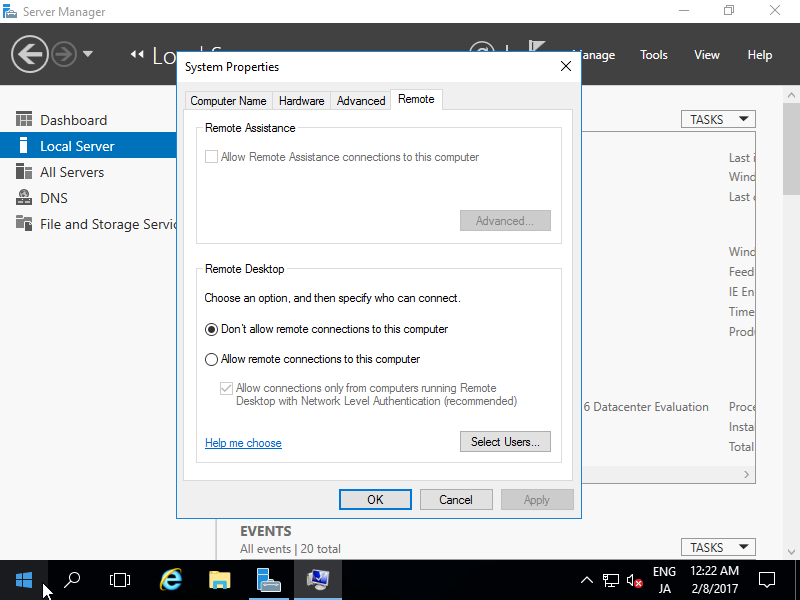 Server Manager
Manage
Tools
View
Help
Dashboard
Local Server
All Servers
DNS
File and Storage Servic
System Properties
Computer Name
Hardware
Advanced
Remote
Remote Assistance
Allow Remote Assistance connections to this computer
Advanced...
Remote Desktop
Choose an option, and then specify who can connect.
Don't allow remote connections to this computer
Allow remote connections to this computer
Allow connections only from computers running Remote
Desktop with Network Level Authentication (recommended)
Help me choose
Select Users...
OK
Cancel
Apply
TASKS
Last i
Wind
Last
Wind
Feed
IE En
Time
Prod
6 Datacenter Evaluation
Proce
Insta
Total
EVENTS
All events | 20 total
TASKS
ENG
JA
12:22 AM
2/8/2017